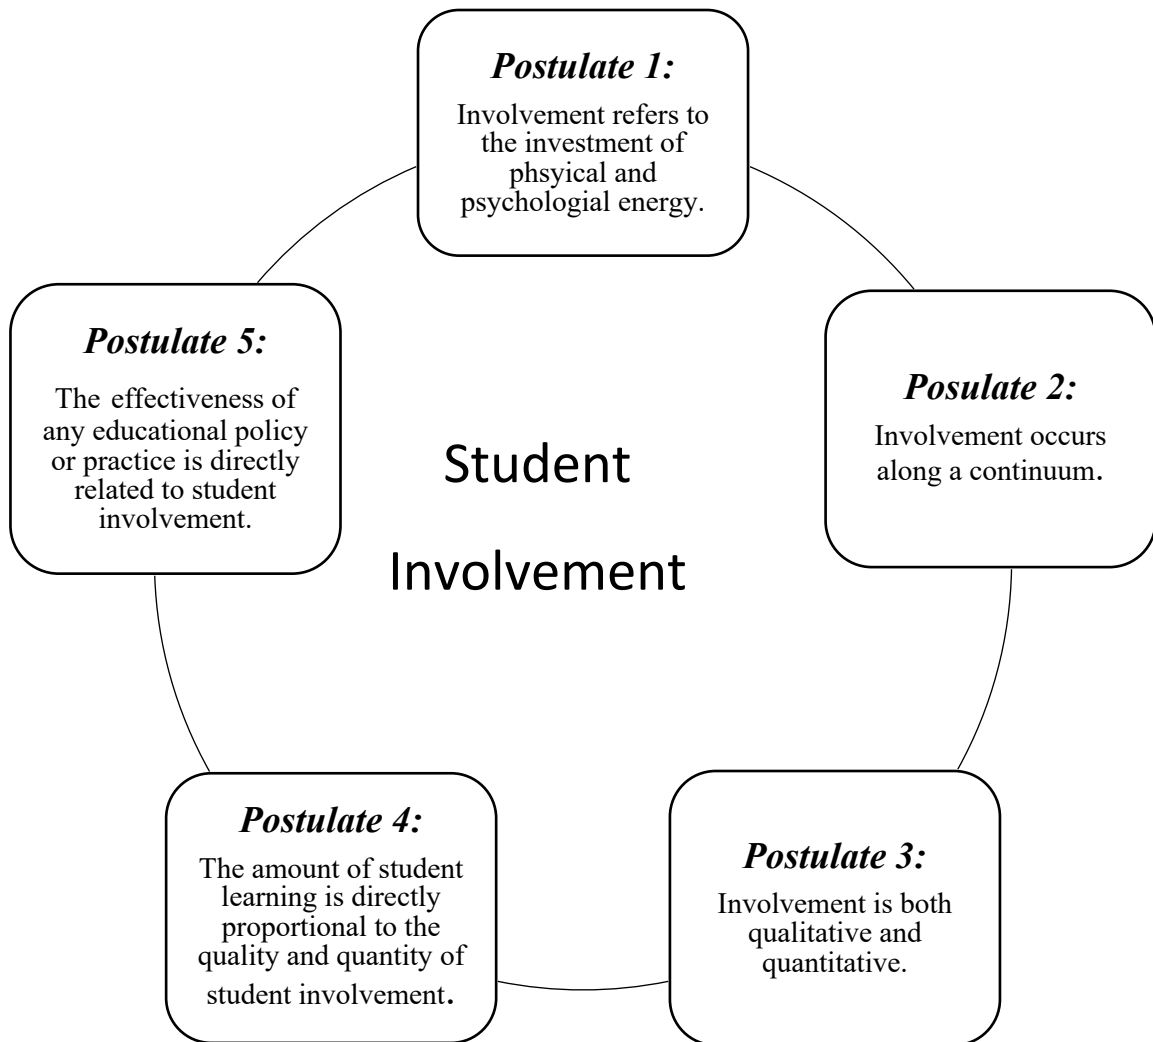 Postulate 1:
Involvement refers to
the investment of
phsyical and
psychologial energy.
Posulate 2:
Involvement occurs
along a continuum.
Postulate 3:
Involvement is both
qualitative and
quantitative.
Postulate 4:
The amount of student
learning is directly
proportional to the
quality and quantity of
student involvement.
Postulate 5:
The effectiveness of
any educational policy
or practice is directly
related to student
involvement.
Student
Involvement